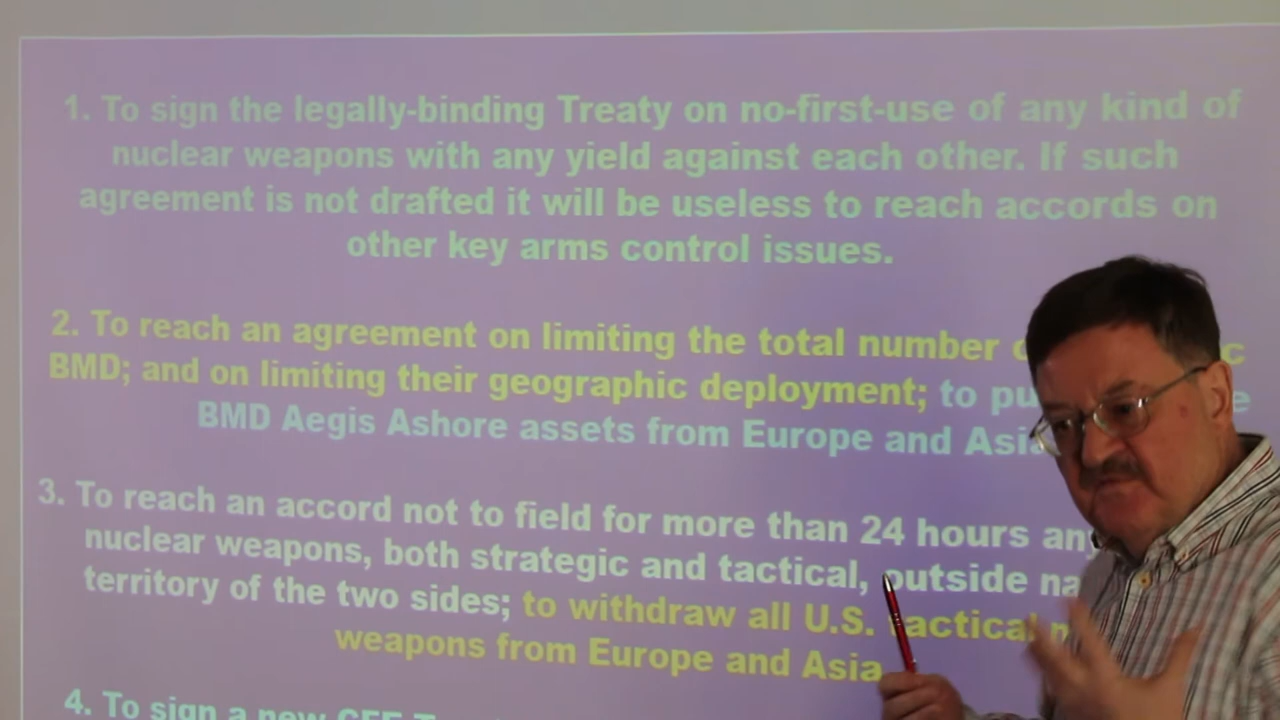 1. To sign the legally-binding Treaty on no-first-use of any kind of
nuclear weapons with any yield against each other. If such
agreement is not drafted it will be useless to reach accords on
other key arms control issues.
2. To reach an agreement on limiting the total number
BMD; and on limiting their geographic deployment; to
BMD Aegis Ashore assets from Europe and Asia
3. To reach an accord not to field for more than 24 hours any
nuclear weapons, both strategic and tactical, outside
territory of the two sides; to withdraw all U.S. tactical
weapons from Europe and Asia
4. To sign a new CFE